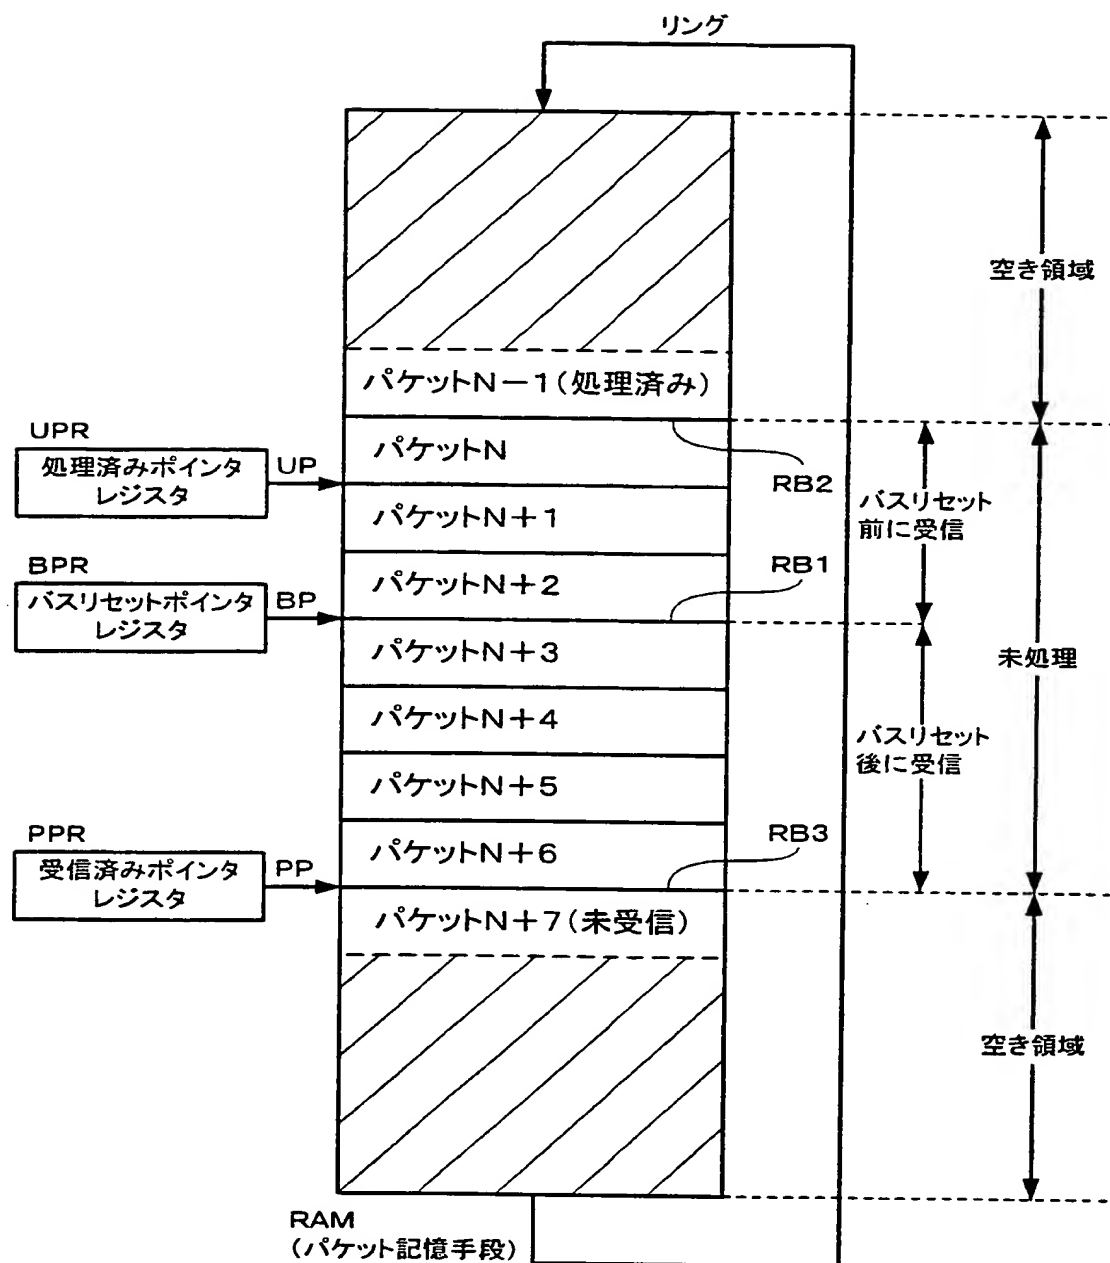 リング
空き領域
パケットN－1(処理済み)
UPR
処理済みポインタ
レジスタ
UP
パケットN
RB2
バスリセット
前に受信
パケットN＋1
BPR
バスリセットポインタ
レジスタ
BP
パケットN＋2
RB1
パケットN＋3
未処理
パケットN＋4
バスリセット
後に受信
パケットN＋5
PPR
受信済みポインタ
レジスタ
PP
パケットN＋6
RB3
パケットN＋7(未受信)
空き領域
RAM
(パケット記憶手段)